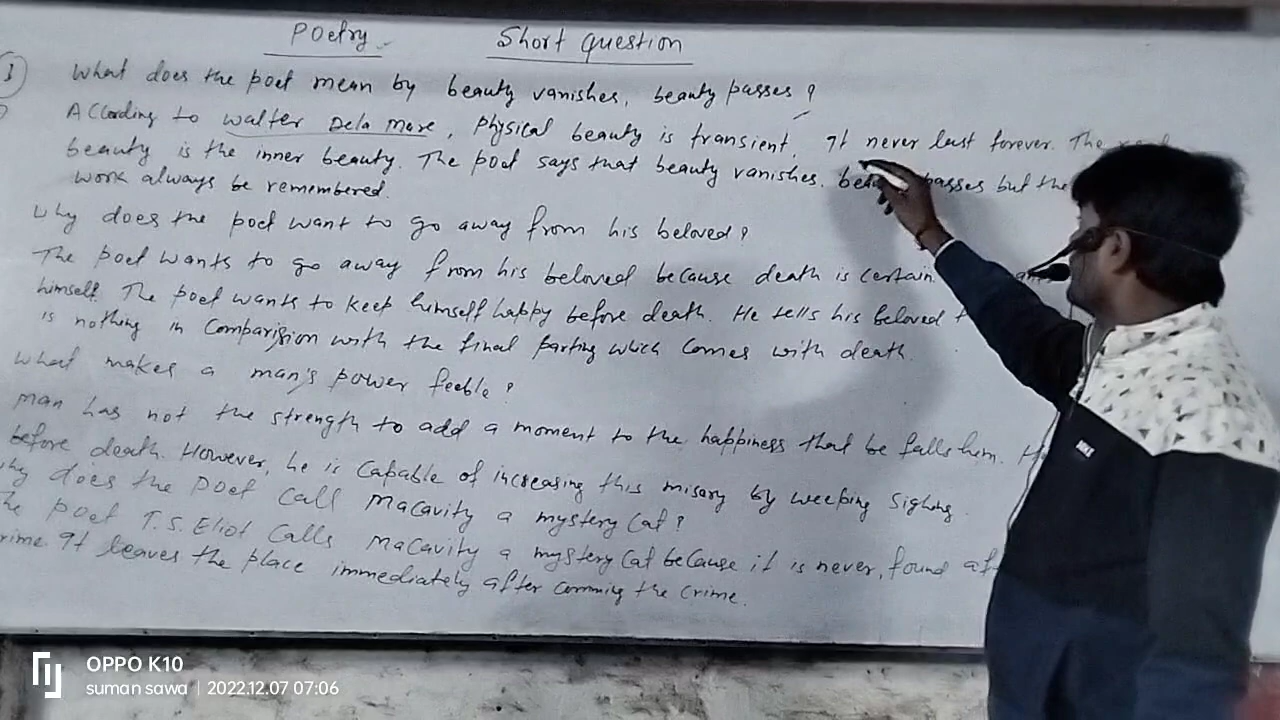 Poetry Short Question
1 What does the poet mean by beauty vanishes, beauty passes ?
According to Walter Dela Mare, Physical beauty is transient, It never last forever. The
beauty is the inner beauty. The poet says that beauty vanishes. passes but the
work always be remembered.
Why does the poet want to go away from his beloved ?
The poet wants to go away from his beloved because death is certain.
himself. The poet wants to keep himself happy before death. He tells his beloved
is nothing in Comparision with the final parting which comes with death.
What makes a man's power feeble ?
man has not the strength to add a moment to the happiness that be falls hem.
before death. However, he is capable of increasing this misary by weeping sighing.
why does the Poet Call Macavity a mystery Cat ?
The poet T.S. Eliot Calls Macavity a mystery Cat because it is never, found
crime. It leaves the place immediately after comming the crime.
OPPO K10
suman sawa 2022.12.07 07:06